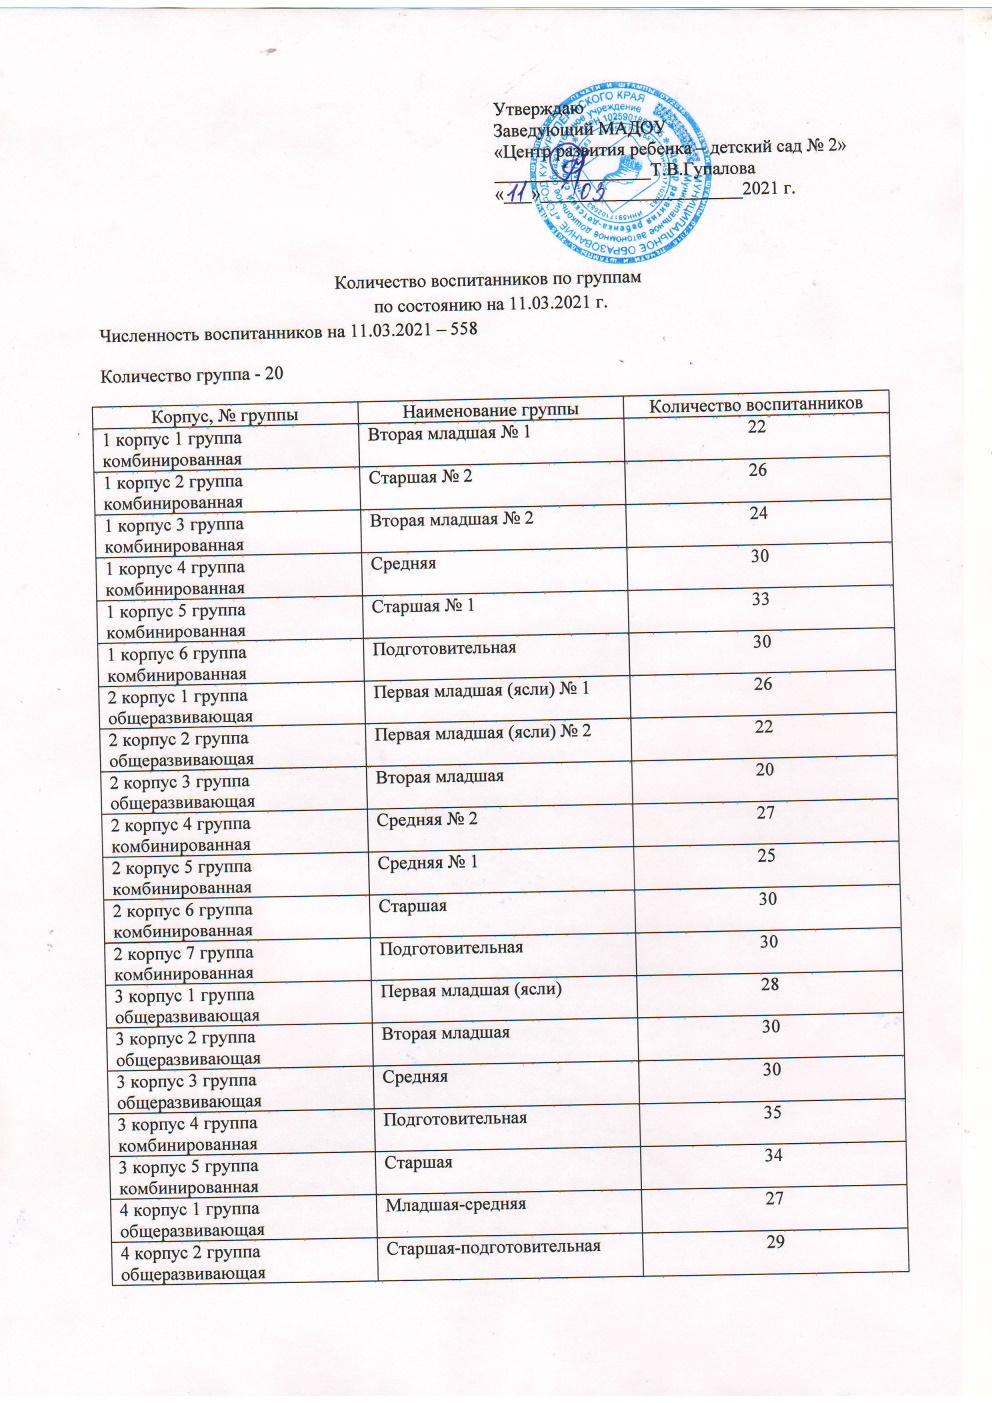 Утверждаю
Заведующий МАДОУ
«Центр развития ребенка – детский сад № 2»
Т.В.Гупалова
«11» 03 2021 г.
Количество воспитанников по группам
по состоянию на 11.03.2021 г.
Численность воспитанников на 11.03.2021 – 558
Количество группа - 20
Корпус, № группы Наименование группы Количество воспитанников
1 корпус 1 группа Вторая младшая № 1 22
комбинированная
1 корпус 2 группа Старшая № 2 26
комбинированная
1 корпус 3 группа Вторая младшая № 2 24
комбинированная
1 корпус 4 группа Средняя 30
комбинированная
1 корпус 5 группа Старшая № 1 33
комбинированная
1 корпус 6 группа Подготовительная 30
комбинированная
2 корпус 1 группа Первая младшая (ясли) № 1 26
общеразвивающая
2 корпус 2 группа Первая младшая (ясли) № 2 22
общеразвивающая
2 корпус 3 группа Вторая младшая 20
общеразвивающая
2 корпус 4 группа Средняя № 2 27
комбинированная
2 корпус 5 группа Средняя № 1 25
комбинированная
2 корпус 6 группа Старшая 30
комбинированная
2 корпус 7 группа Подготовительная 30
комбинированная
3 корпус 1 группа Первая младшая (ясли) 28
общеразвивающая
3 корпус 2 группа Вторая младшая 30
общеразвивающая
3 корпус 3 группа Средняя 30
общеразвивающая
3 корпус 4 группа Подготовительная 35
комбинированная
3 корпус 5 группа Старшая 34
комбинированная
4 корпус 1 группа Младшая-средняя 27
общеразвивающая
4 корпус 2 группа Старшая-подготовительная 29
общеразвивающая